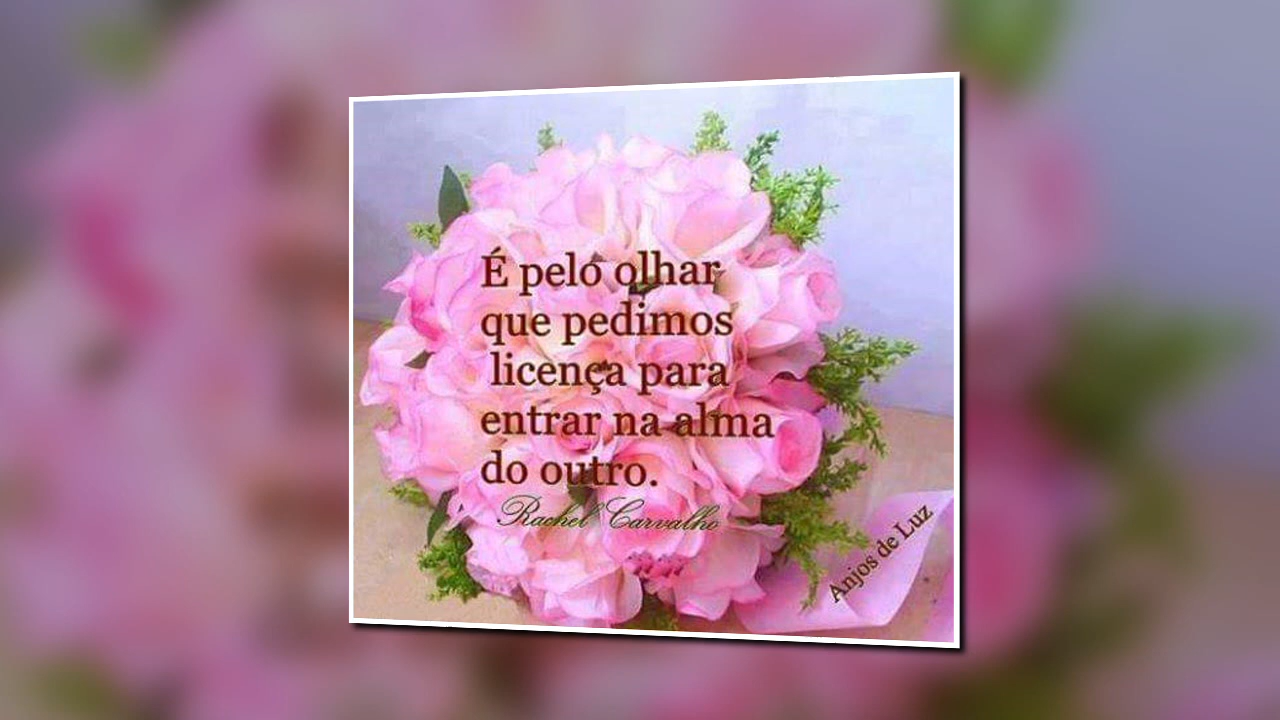 É pelo olhar
que pedimos
licença para
entrar na alma
do outro.
Rachel Carvalho
Anjos de Luz